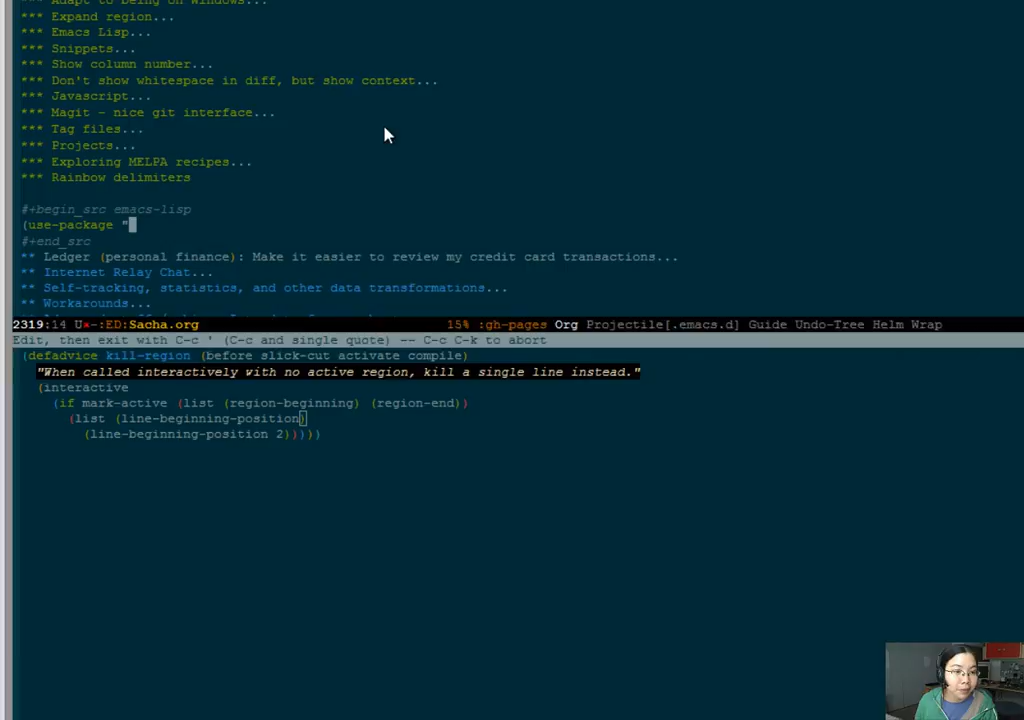 *** Adapt to being on Windows...
*** Expand region...
*** Emacs Lisp...
*** Snippets...
*** Show column number...
*** Don't show whitespace in diff, but show context...
*** Javascript...
*** Magit - nice git interface...
*** Tag files...
*** Projects...
*** Exploring MELPA recipes...
*** Rainbow delimiters
#+begin_src emacs-lisp
(use-package "
#+end_src
** Ledger (personal finance): Make it easier to review my credit card transactions...
** Internet Relay Chat...
** Self-tracking, statistics, and other data transformations...
** Workarounds...
2319:14 U*-:ED:Sacha.org 15% :gh-pages Org Projectile[.emacs.d] Guide Undo-Tree Helm Wrap
Edit, then exit with C-c ' (C-c and single quote) -- C-c C-k to abort
(defadvice kill-region (before slick-cut activate compile)
"When called interactively with no active region, kill a single line instead."
(interactive
(if mark-active (list (region-beginning) (region-end))
(list (line-beginning-position)
(line-beginning-position 2)))))